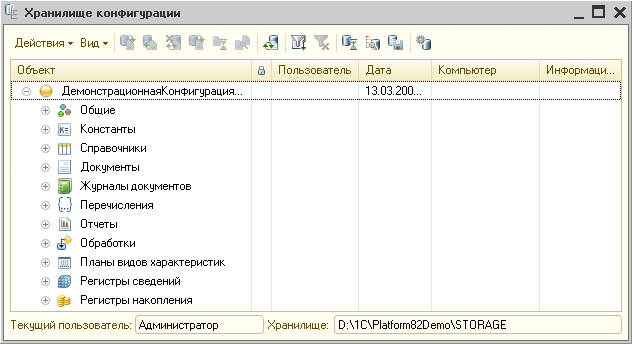 Хранилище конфигурации
Действия Вид
Объект Пользователь Дата Компьютер Информаци...
ДемонстрационнаяКонфигурация... 13.03.200...
Общие
Константы
Справочники
Документы
Журналы документов
Перечисления
Отчеты
Обработки
Планы видов характеристик
Регистры сведений
Регистры накопления
Текущий пользователь: Администратор Хранилище: D:\1C\Platform82Demo\STORAGE